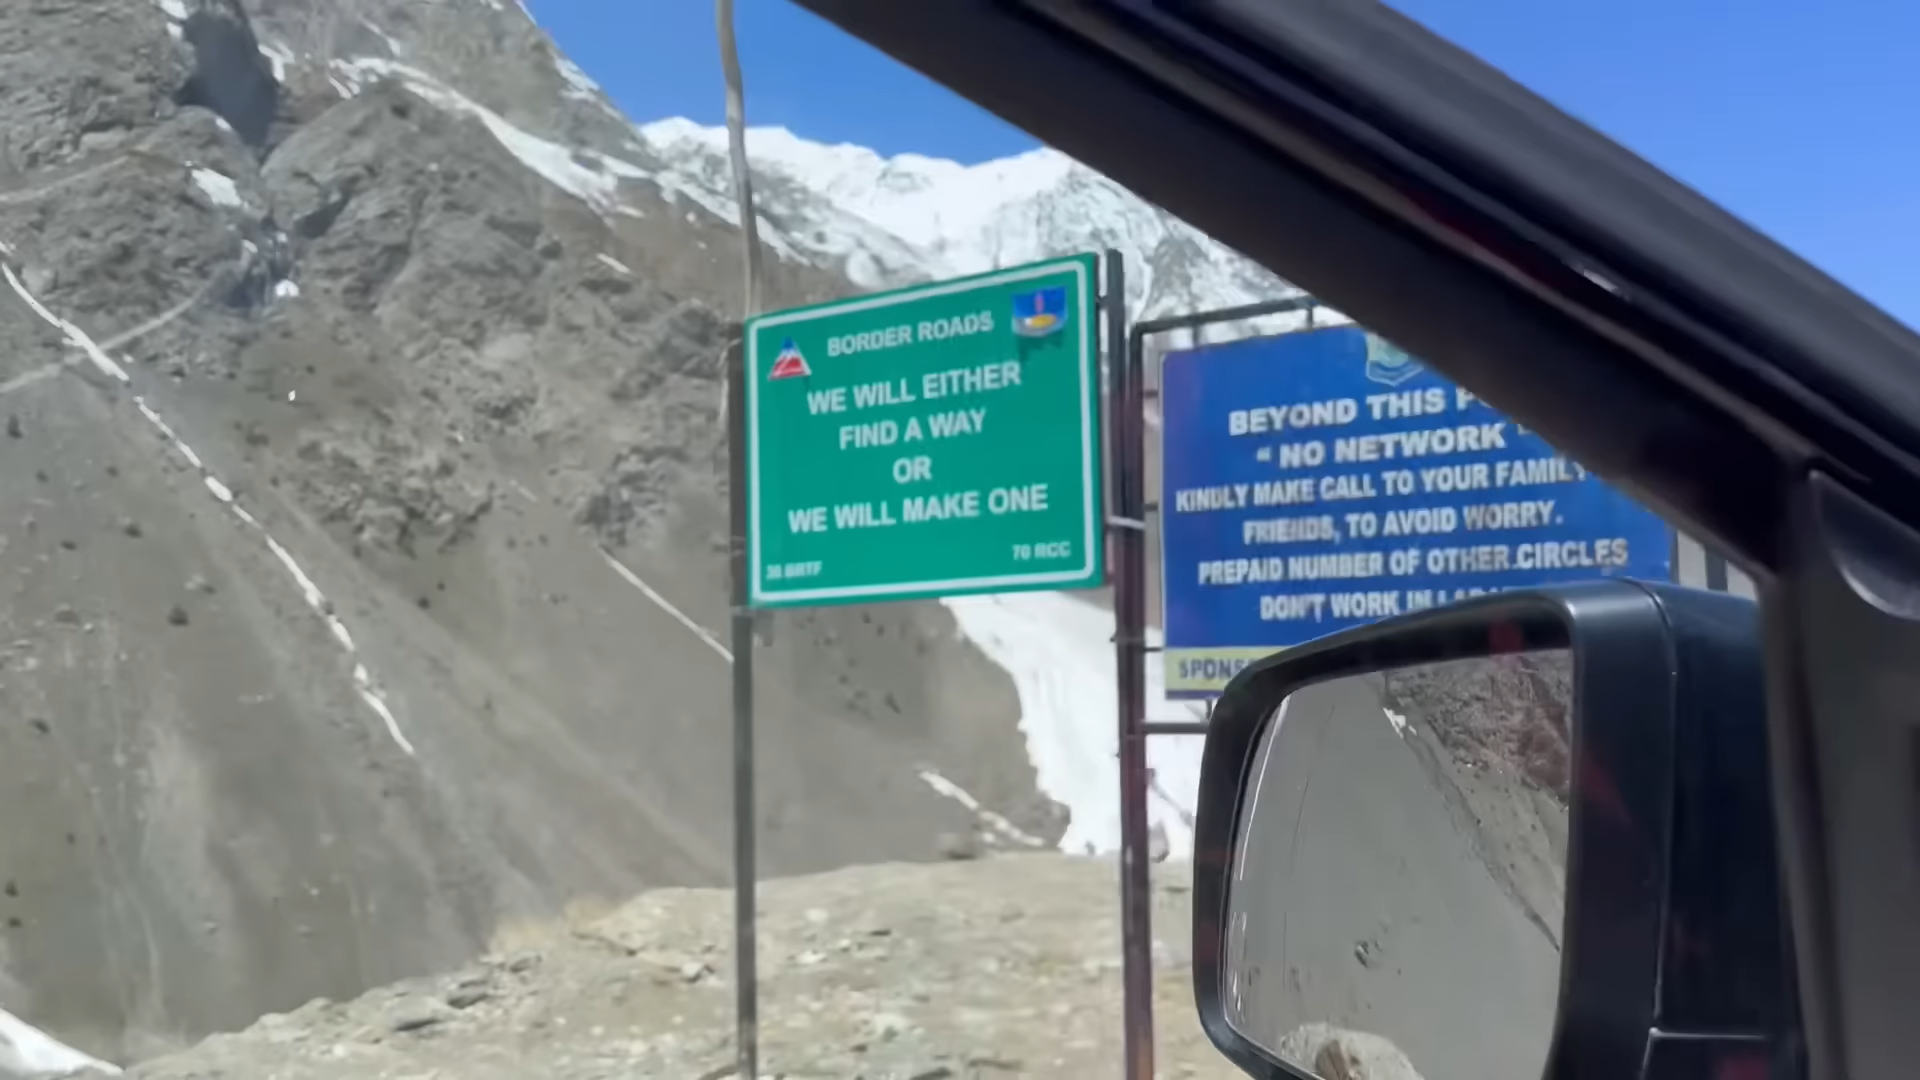 BORDER ROADS
WE WILL EITHER
FIND A WAY
OR
WE WILL MAKE ONE
70 RCC
BEYOND THIS
" NO NETWORK "
KINDLY MAKE CALL TO YOUR FAMILY
FRIENDS, TO AVOID WORRY.
PREPAID NUMBER OF OTHER CIRCLES
DON'T WORK IN